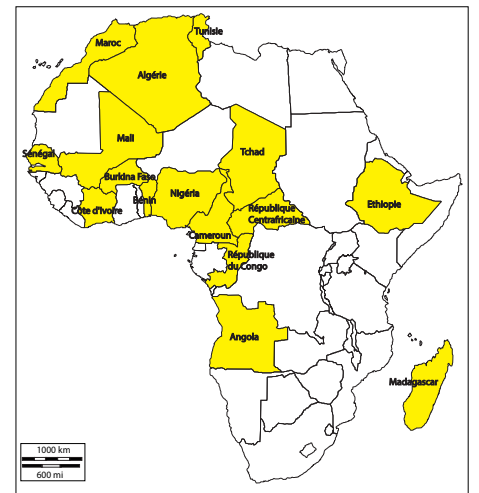 Tunisie
Maroc
Algérie
Mali
Sénégal
Tchad
Burkina Faso
Bénin
Nigéria
Côte d'Ivoire
République
Centrafricaine
Ethiopie
Cameroun
République
du Congo
Angola
Madagascar
1000 km
600 mi